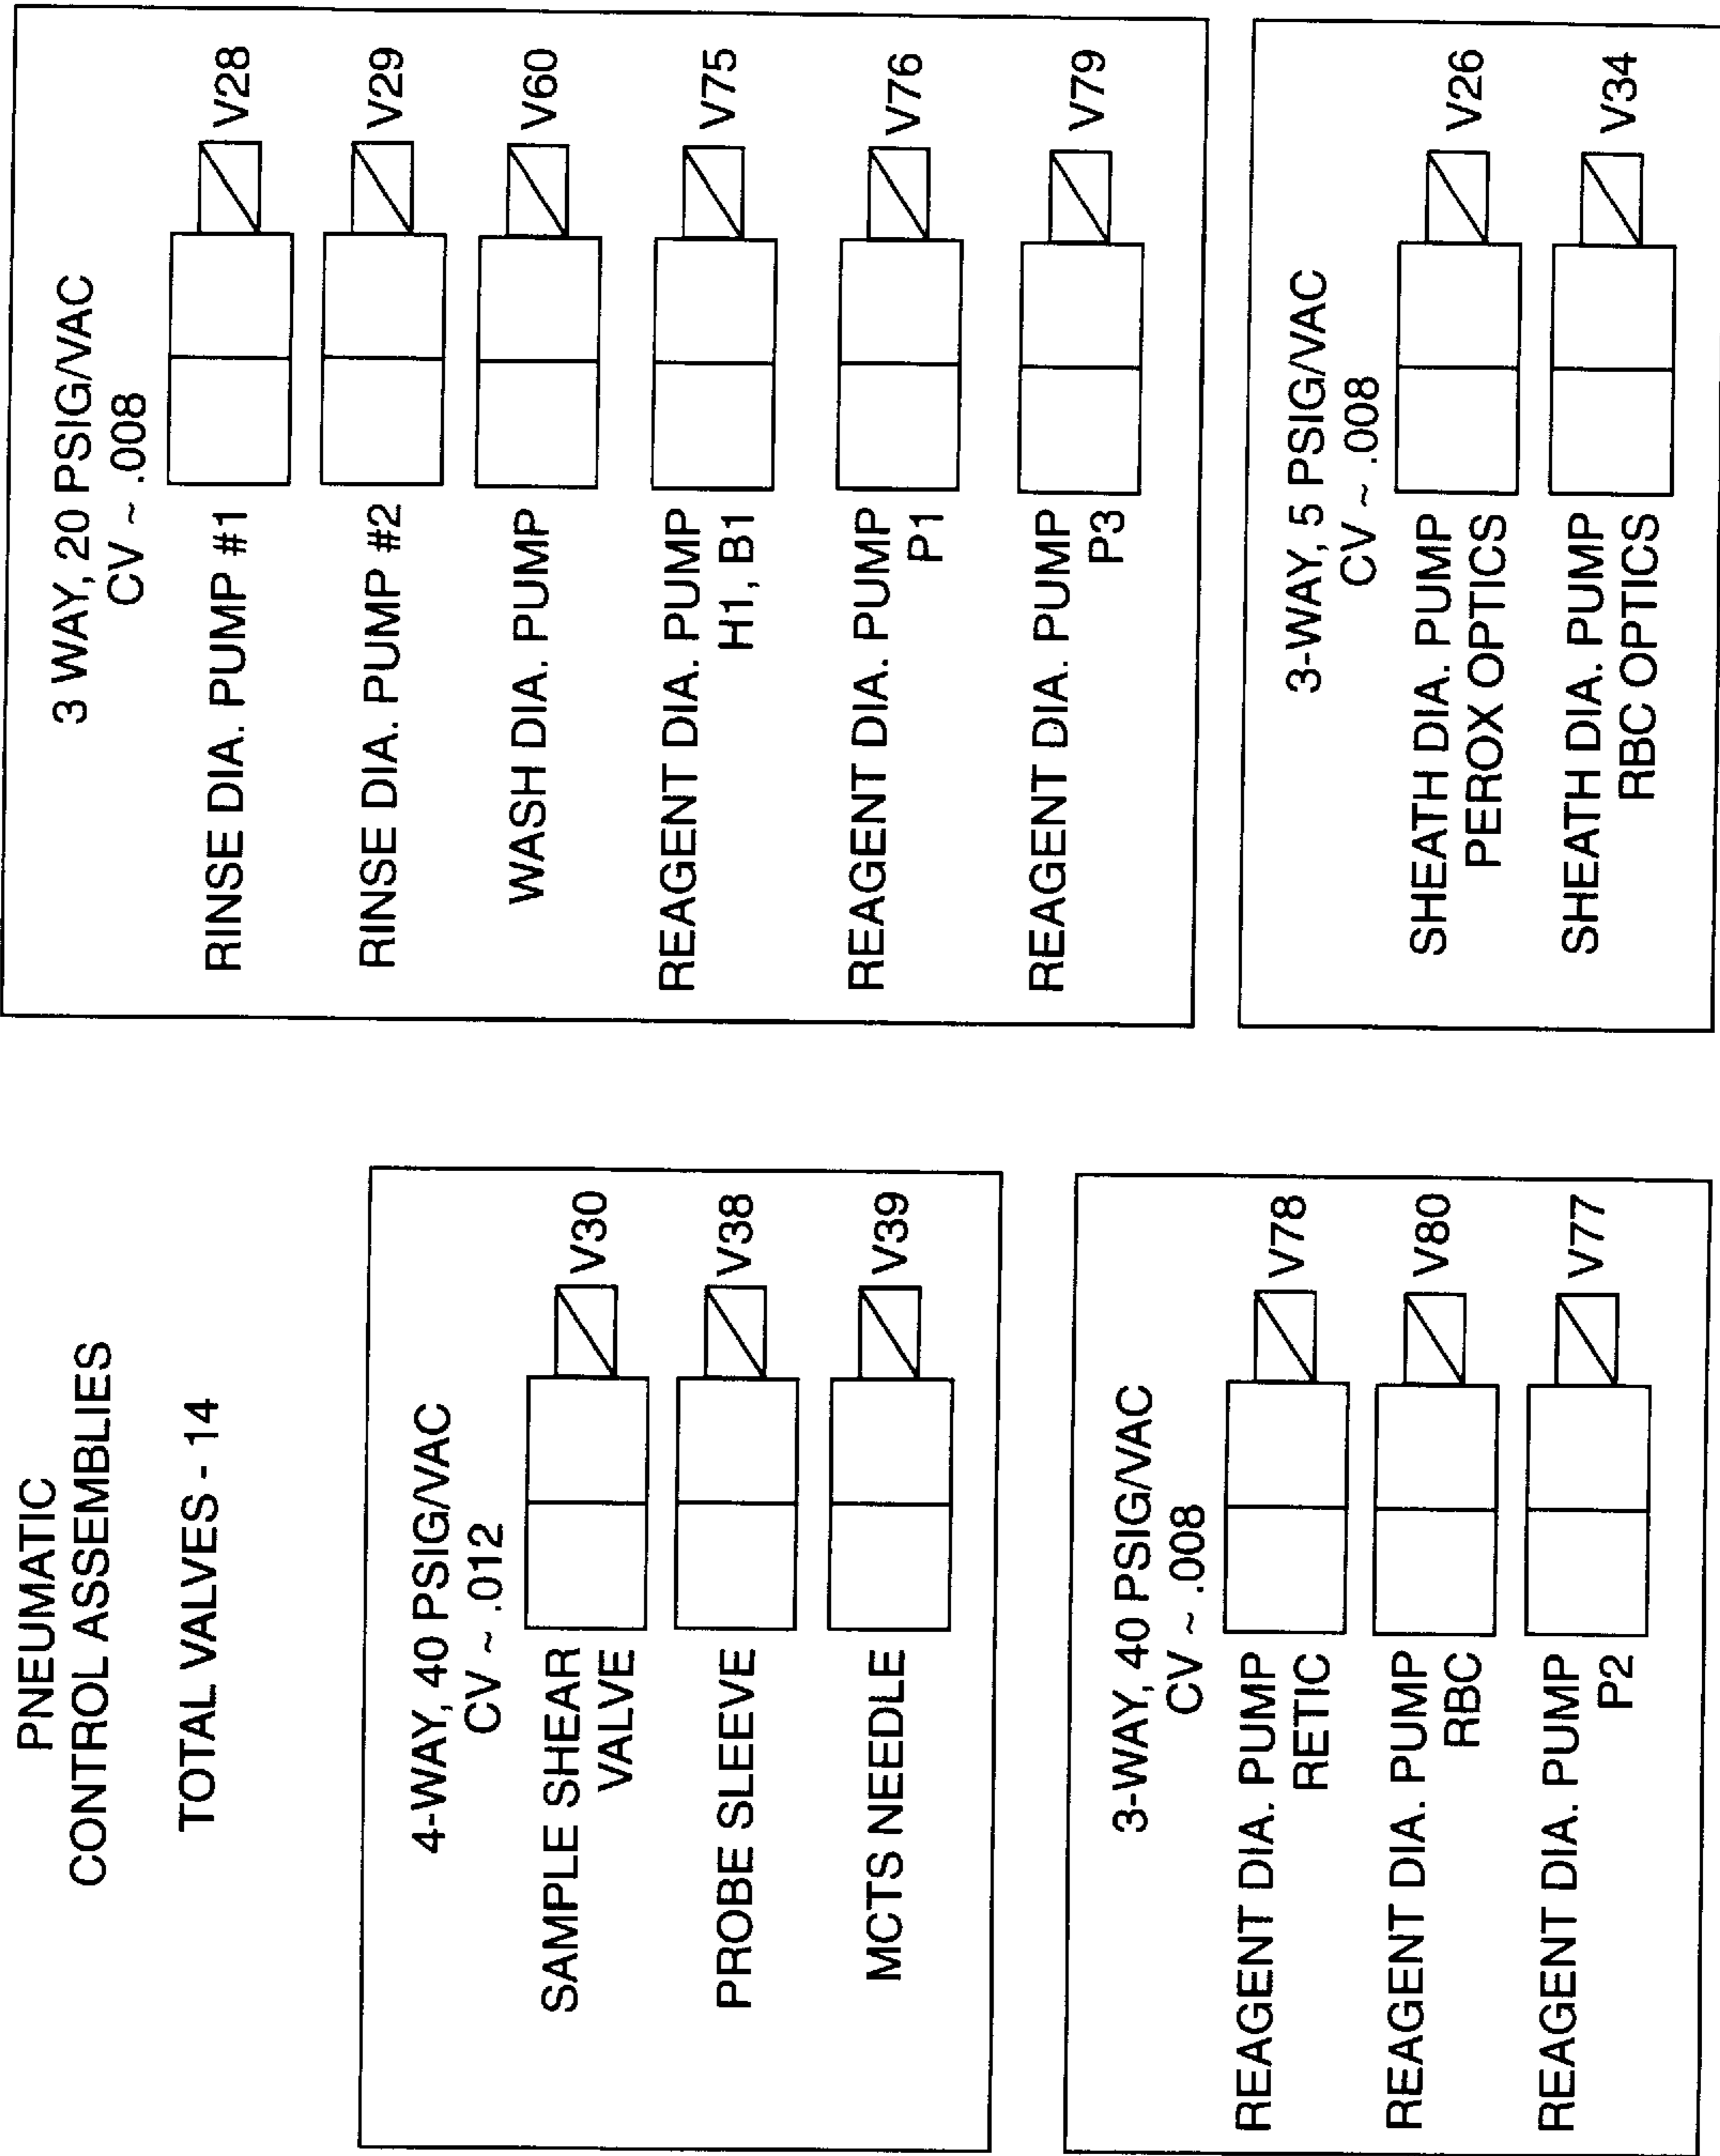 PNEUMATIC
CONTROL ASSEMBLIES
TOTAL VALVES - 14
4-WAY, 40 PSIG/VAC
CV ~ .012
SAMPLE SHEAR
VALVE
V30
PROBE SLEEVE
V38
MCTS NEEDLE
V39
3-WAY, 40 PSIG/VAC
CV ~ .008
REAGENT DIA. PUMP
RETIC
V78
REAGENT DIA. PUMP
RBC
V80
REAGENT DIA. PUMP
P2
V77
3 WAY, 20 PSIG/VAC
CV ~ .008
RINSE DIA. PUMP #1
V28
RINSE DIA. PUMP #2
V29
WASH DIA. PUMP
V60
REAGENT DIA. PUMP
H1, B1
V75
REAGENT DIA. PUMP
P1
V76
REAGENT DIA. PUMP
P3
V79
3-WAY, 5 PSIG/VAC
CV ~ .008
SHEATH DIA. PUMP
PEROX OPTICS
V26
SHEATH DIA. PUMP
RBC OPTICS
V34